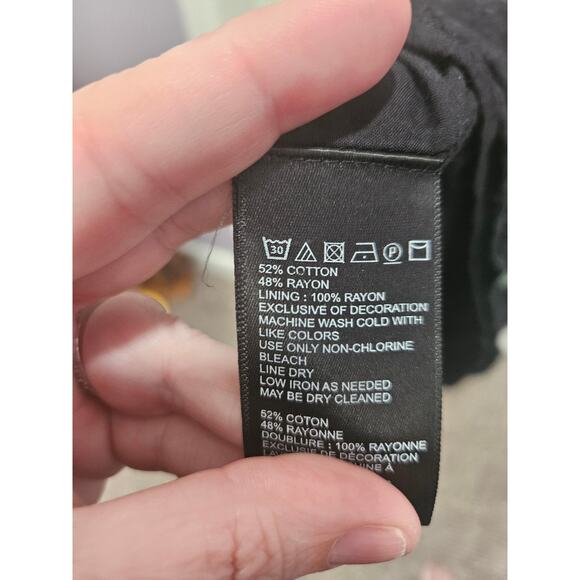 30 P
52% COTTON
48% RAYON
LINING : 100% RAYON
EXCLUSIVE OF DECORATION
MACHINE WASH COLD WITH
LIKE COLORS
USE ONLY NON-CHLORINE
BLEACH
LINE DRY
LOW IRON AS NEEDED
MAY BE DRY CLEANED
52% COTON
48% RAYONNE
DOUBLURE : 100% RAYONNE
EXCLUSIF DE DÉCORATION
À